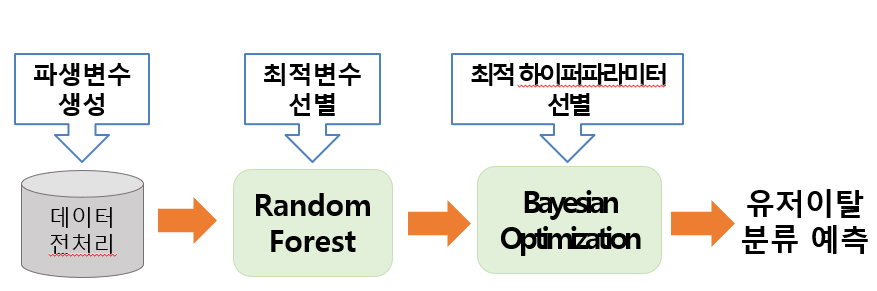 파생변수
생성
최적변수
선별
최적 하이퍼파라미터
선별
데이터
전처리
Random
Forest
Bayesian
Optimization
유저이탈
분류 예측